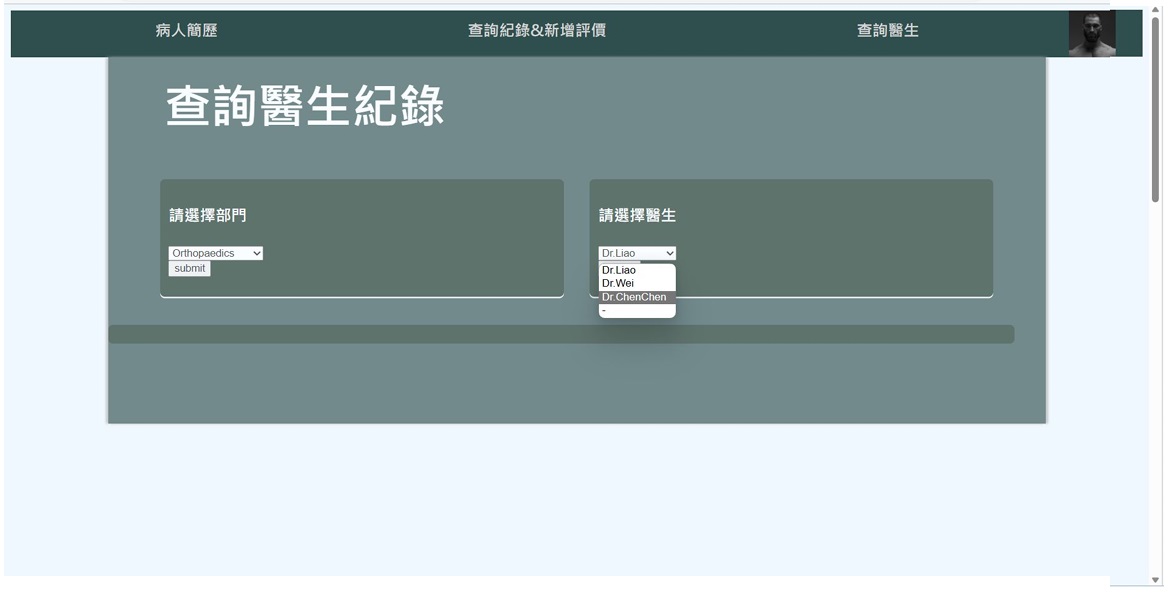 病人簡歷 查詢紀錄&新增評價 查詢醫生
查詢醫生紀錄
請選擇部門
Orthopaedics
submit
請選擇醫生
Dr.Liao
Dr.Liao
Dr.Wei
Dr.ChenChen
-